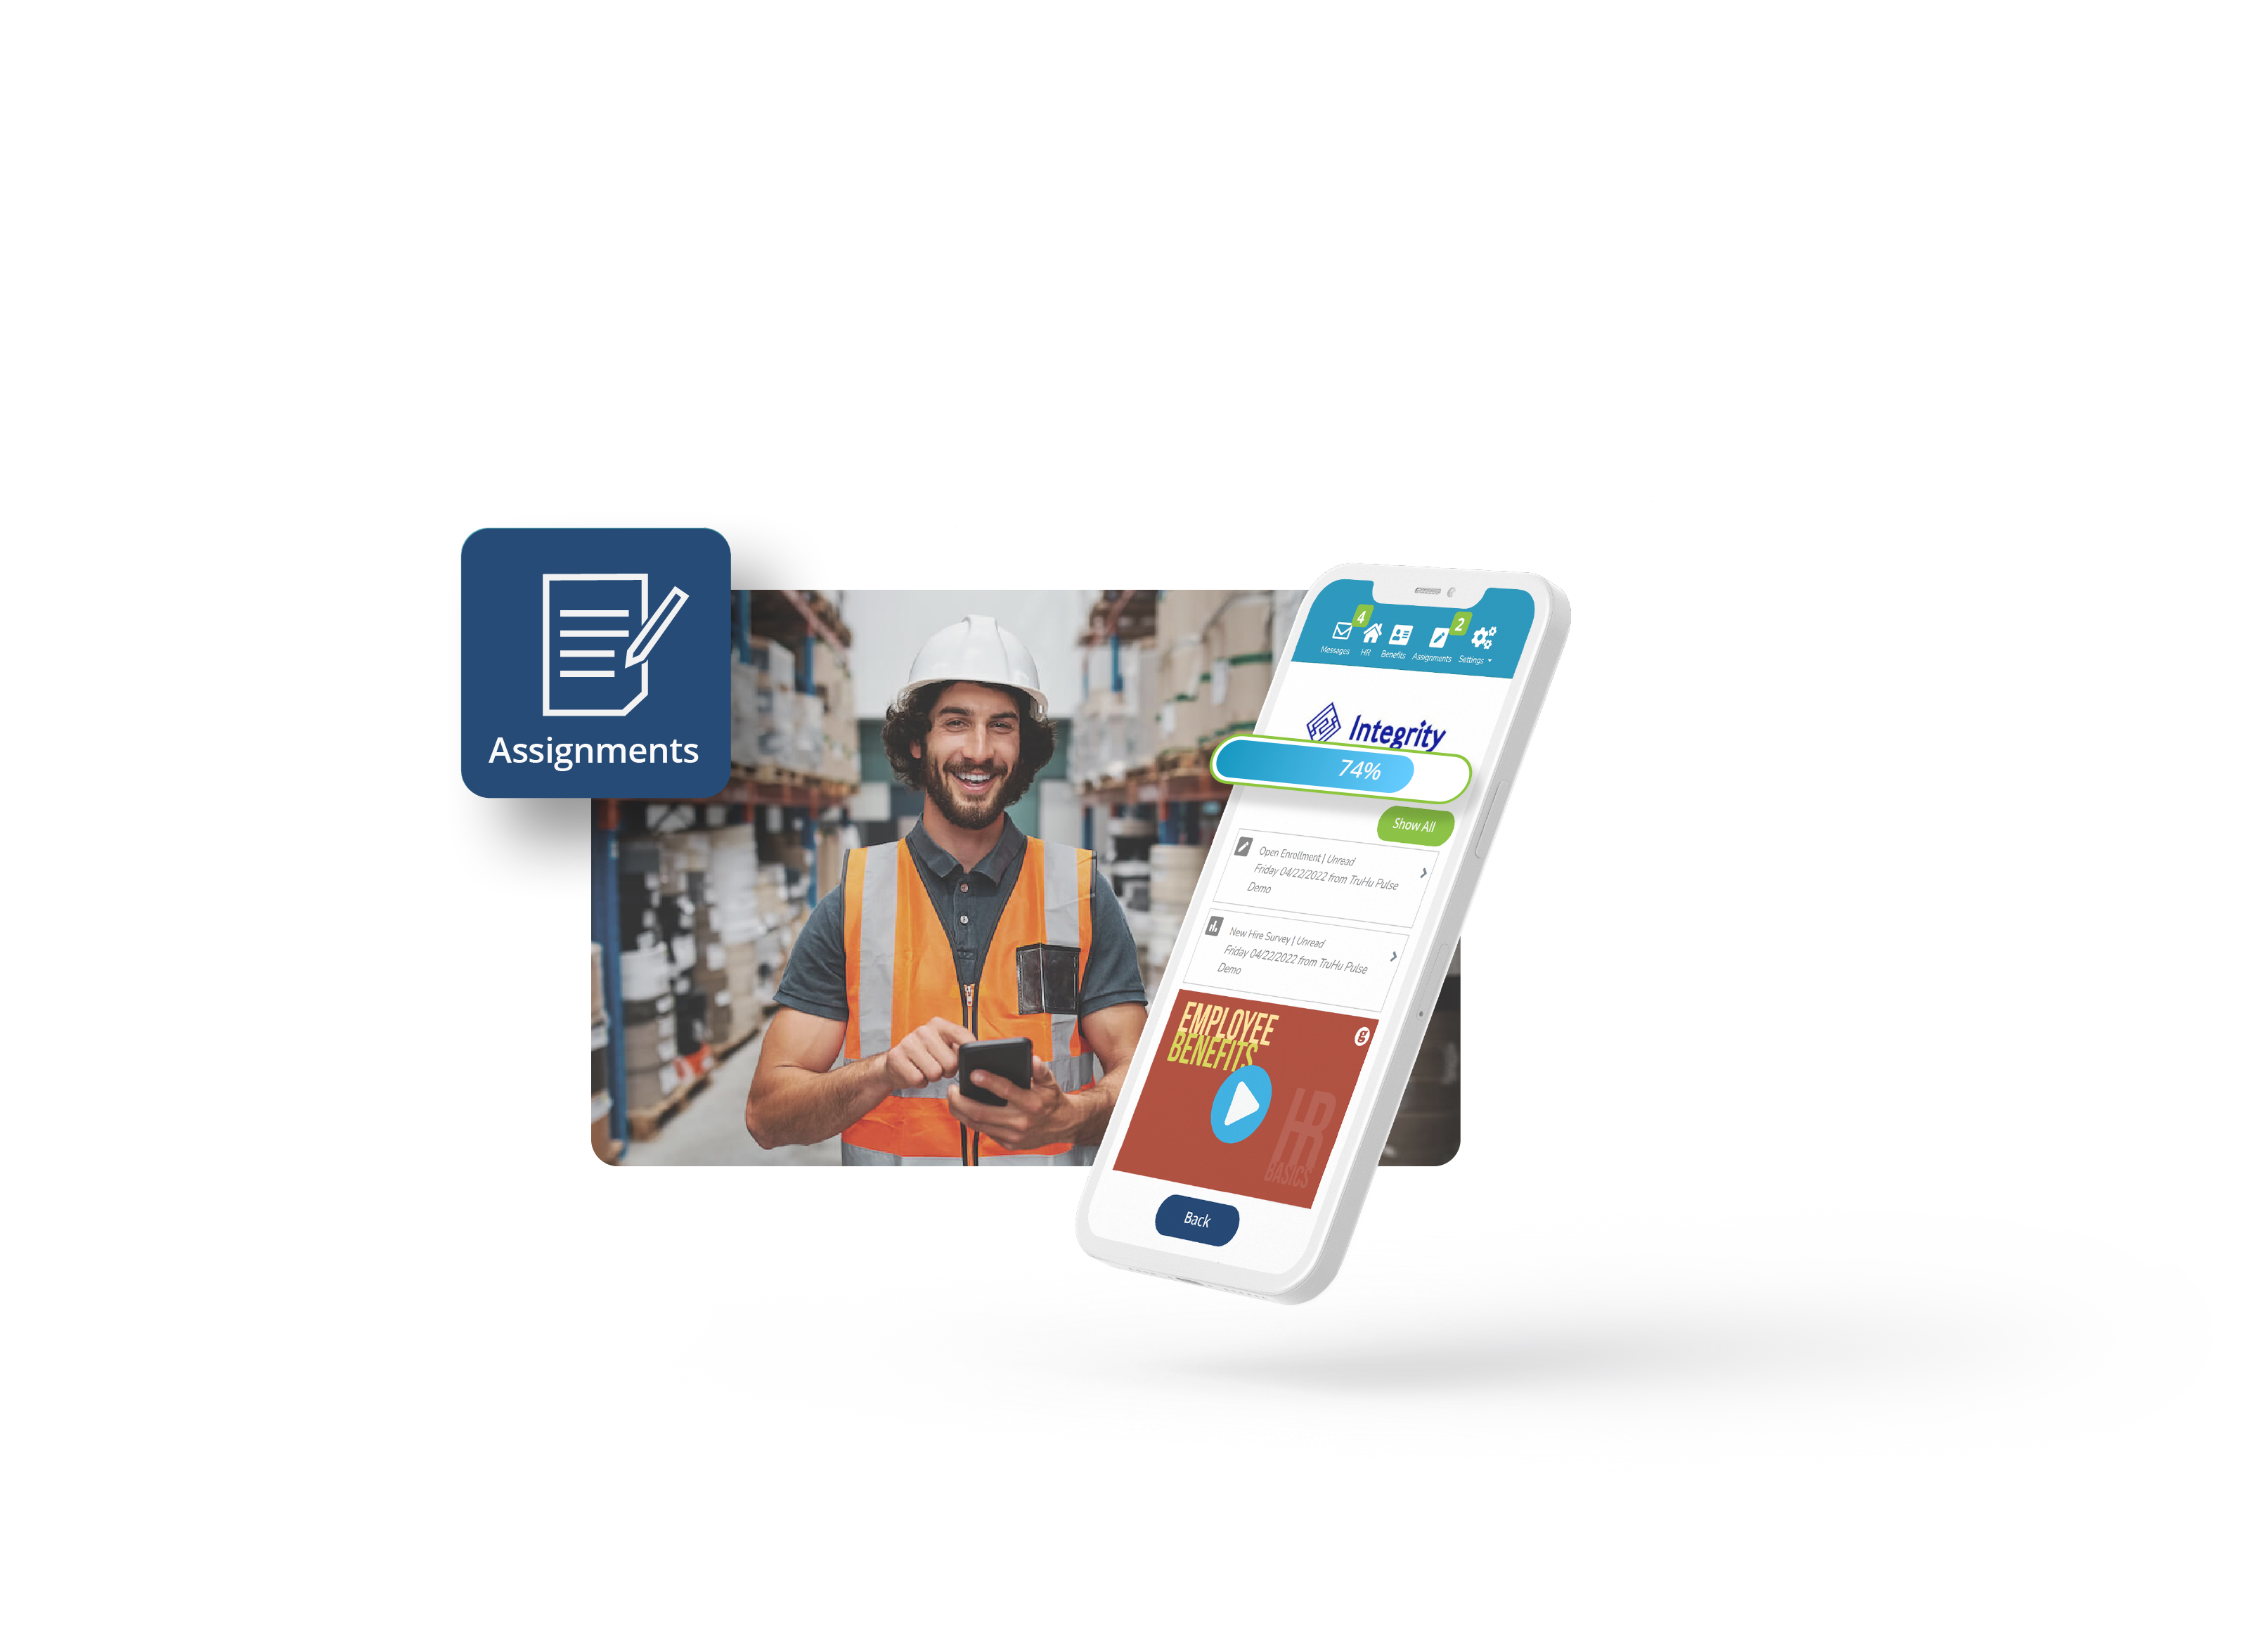 Assignments
4
2
Messages
HR
Benefits
Assignments
Settings
Integrity
74%
Show All
Open Enrollment | Unread
Friday 04/22/2022 from TruHu Pulse
Demo
New Hire Survey | Unread
Friday 04/22/2022 from TruHu Pulse
Demo
EMPLOYEE
BENEFITS
g
HR
BASICS
Back